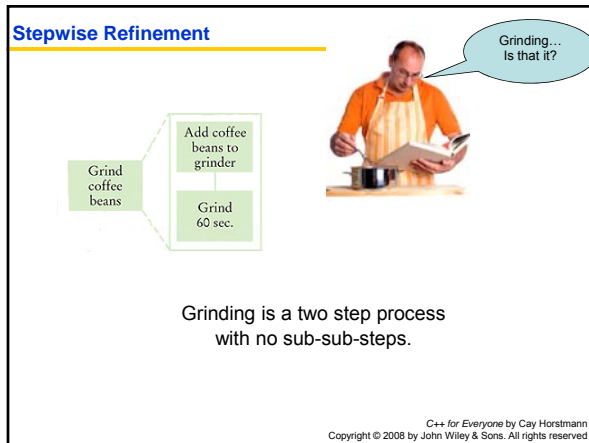 Stepwise Refinement
Grinding…
Is that it?
Grind
coffee
beans
Add coffee
beans to
grinder
Grind
60 sec.
Grinding is a two step process
with no sub-sub-steps.
C++ for Everyone by Cay Horstmann
Copyright © 2008 by John Wiley & Sons. All rights reserved